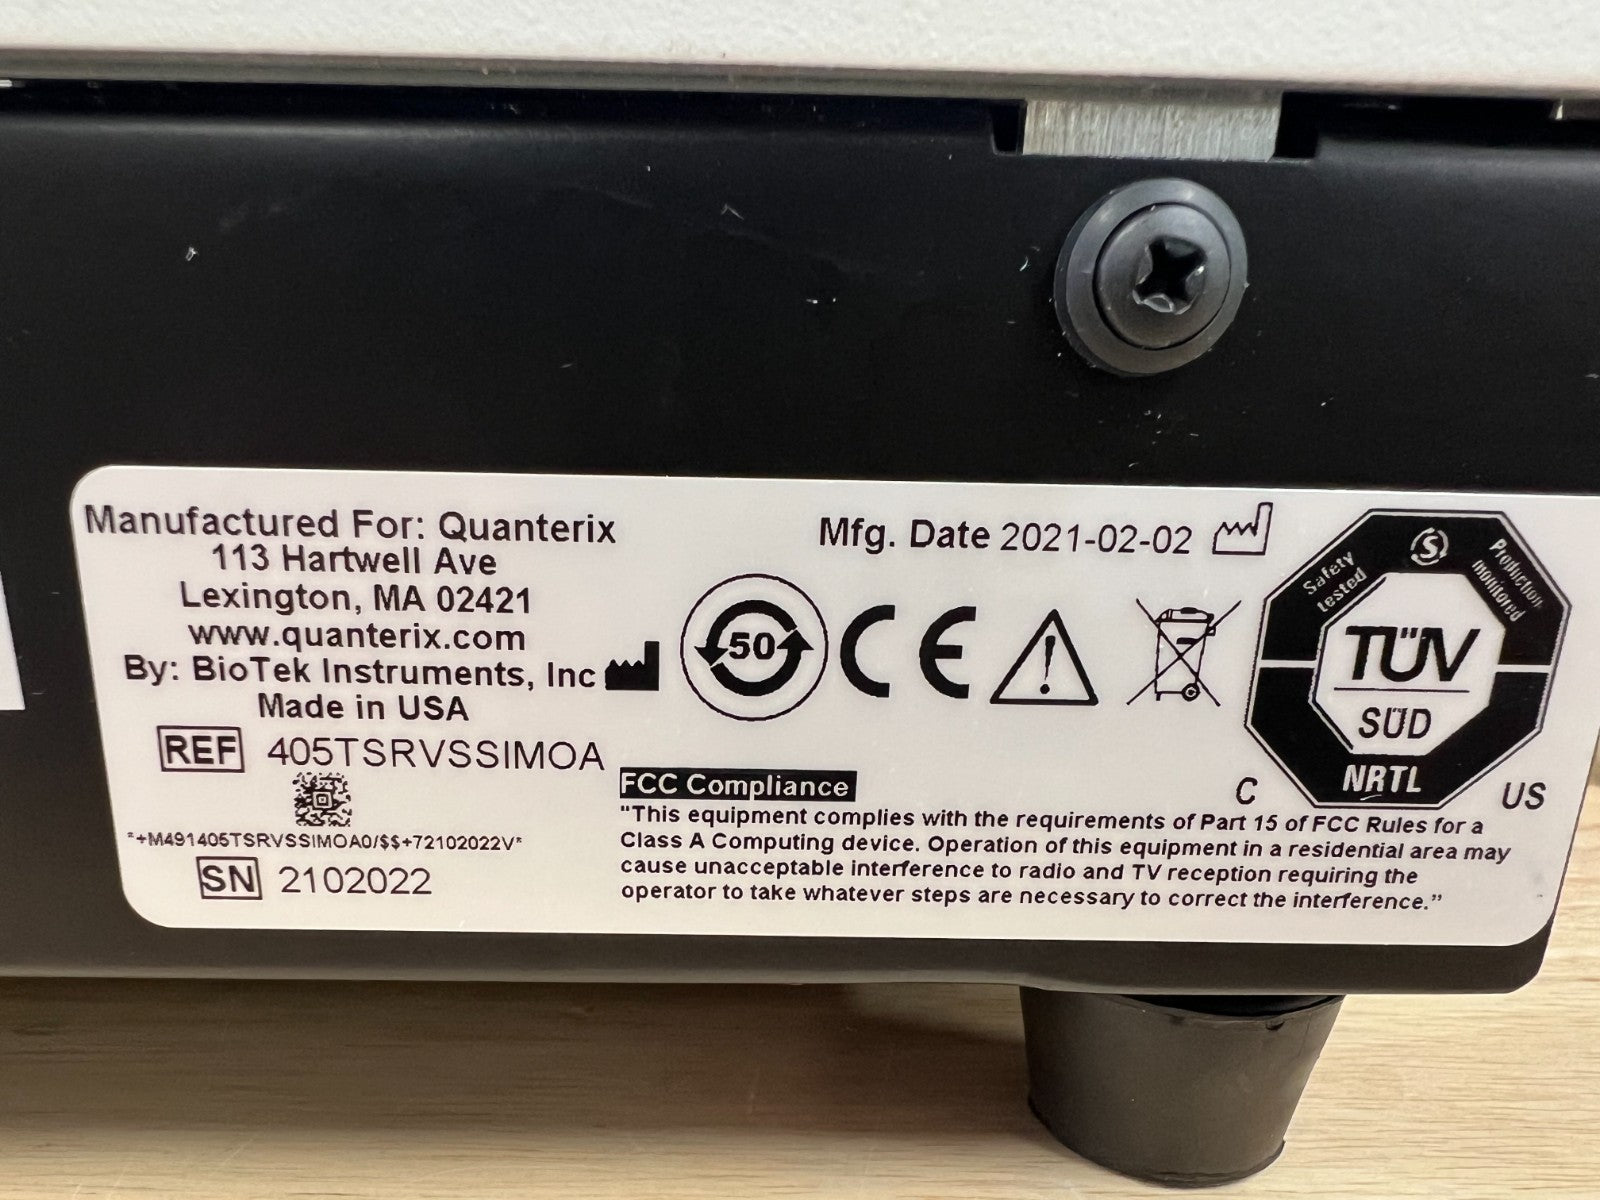 Manufactured For: Quanterix
113 Hartwell Ave
Lexington, MA 02421
www.quanterix.com
By: BioTek Instruments, Inc
Made in USA
REF 405TSRVSSIMOA
*+M491405TSRVSSIMOA0/$$+72102022V*
SN 2102022
Mfg. Date 2021-02-02
50
CE
Safety tested
S
Production monitored
TÜV
SÜD
NRTL
C US
FCC Compliance
"This equipment complies with the requirements of Part 15 of FCC Rules for a
Class A Computing device. Operation of this equipment in a residential area may
cause unacceptable interference to radio and TV reception requiring the
operator to take whatever steps are necessary to correct the interference."